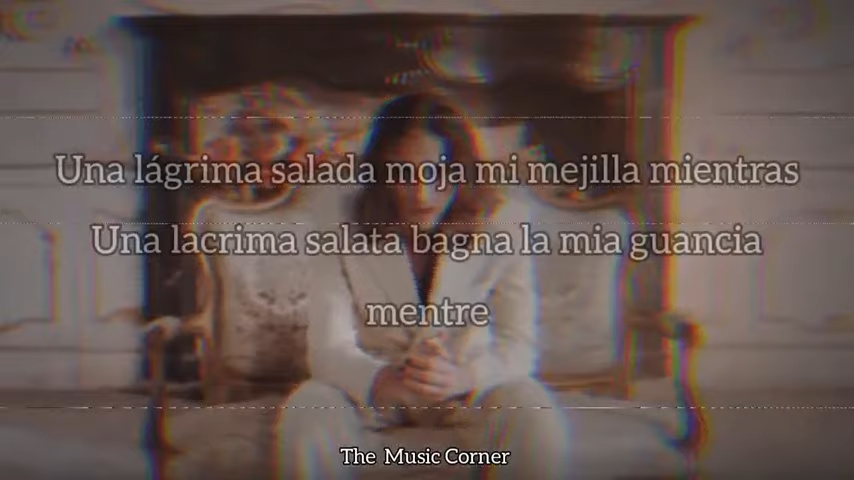 Una lágrima salada moja mi mejilla mientras
Una lacrima salata bagna la mia guancia
mentre
The Music Corner